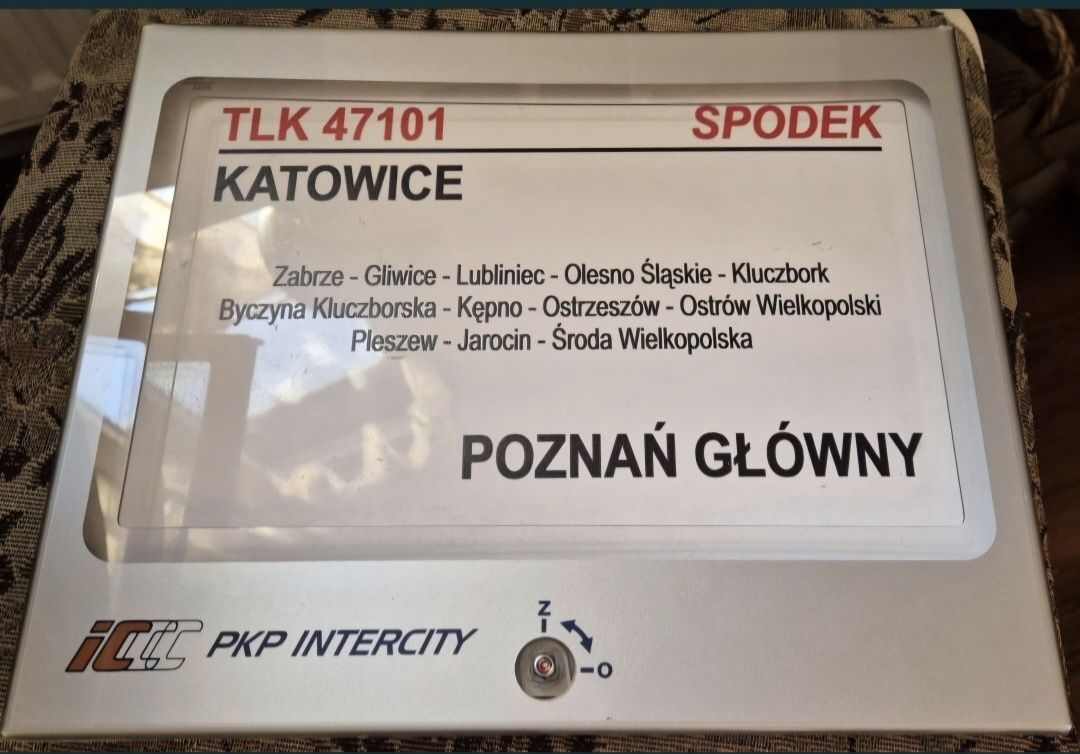 TLK 47101 SPODEK
KATOWICE
Zabrze - Gliwice - Lubliniec - Olesno Śląskie - Kluczbork
Byczyna Kluczborska - Kępno - Ostrzeszów - Ostrów Wielkopolski
Pleszew - Jarocin - Środa Wielkopolska
POZNAŃ GŁÓWNY
Z
iC PKP INTERCITY
O